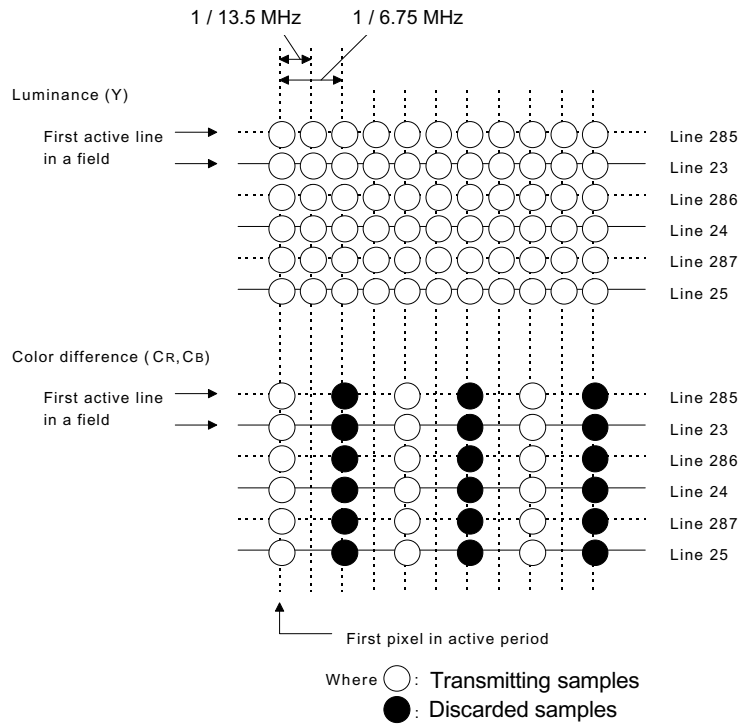 1 / 13.5 MHz
1 / 6.75 MHz
Luminance (Y)
First active line
in a field
Line 285
Line 23
Line 286
Line 24
Line 287
Line 25
Color difference (CR,CB)
First active line
in a field
Line 285
Line 23
Line 286
Line 24
Line 287
Line 25
First pixel in active period
Where : Transmitting samples
: Discarded samples